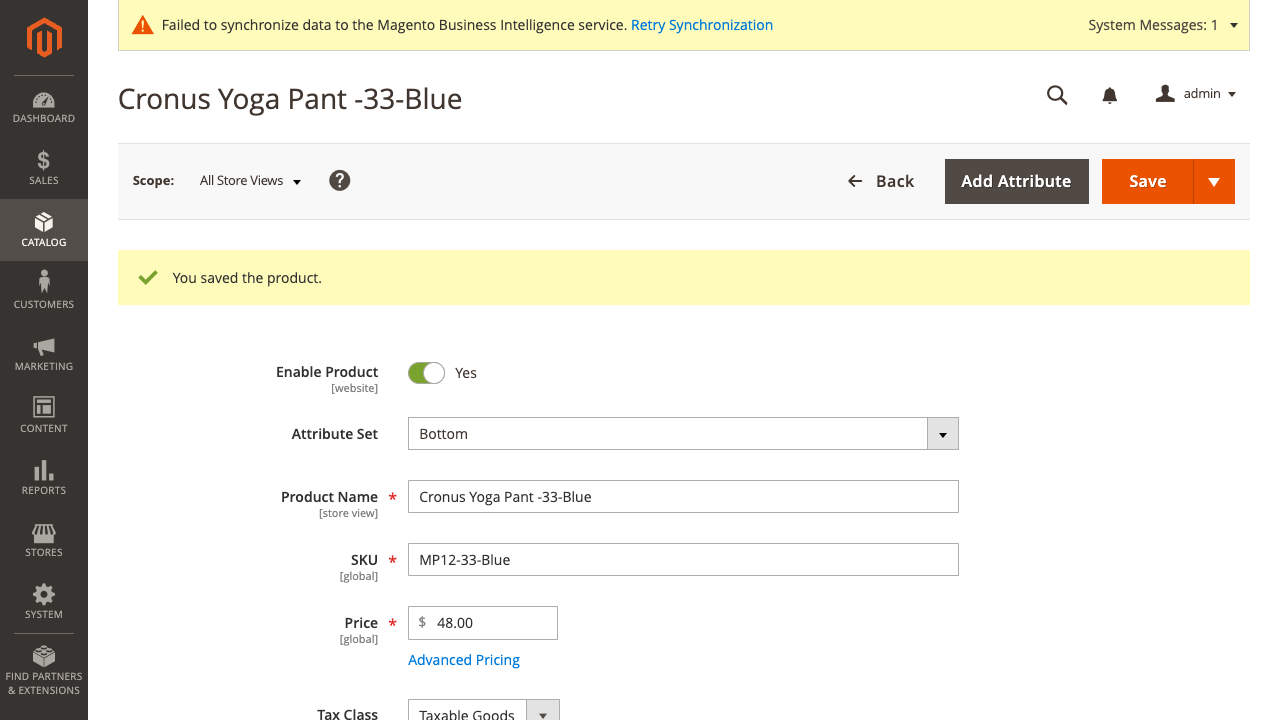 Failed to synchronize data to the Magento Business Intelligence service. Retry Synchronization
System Messages: 1
Cronus Yoga Pant -33-Blue
admin
Scope: All Store Views ?
Back
Add Attribute
Save
You saved the product.
DASHBOARD
SALES
CATALOG
CUSTOMERS
MARKETING
CONTENT
REPORTS
STORES
SYSTEM
FIND PARTNERS
& EXTENSIONS
Enable Product
[website]
Yes
Attribute Set
Bottom
Product Name *
[store view]
Cronus Yoga Pant -33-Blue
SKU *
[global]
MP12-33-Blue
Price *
[global]
$ 48.00
Advanced Pricing
Tax Class
Taxable Goods